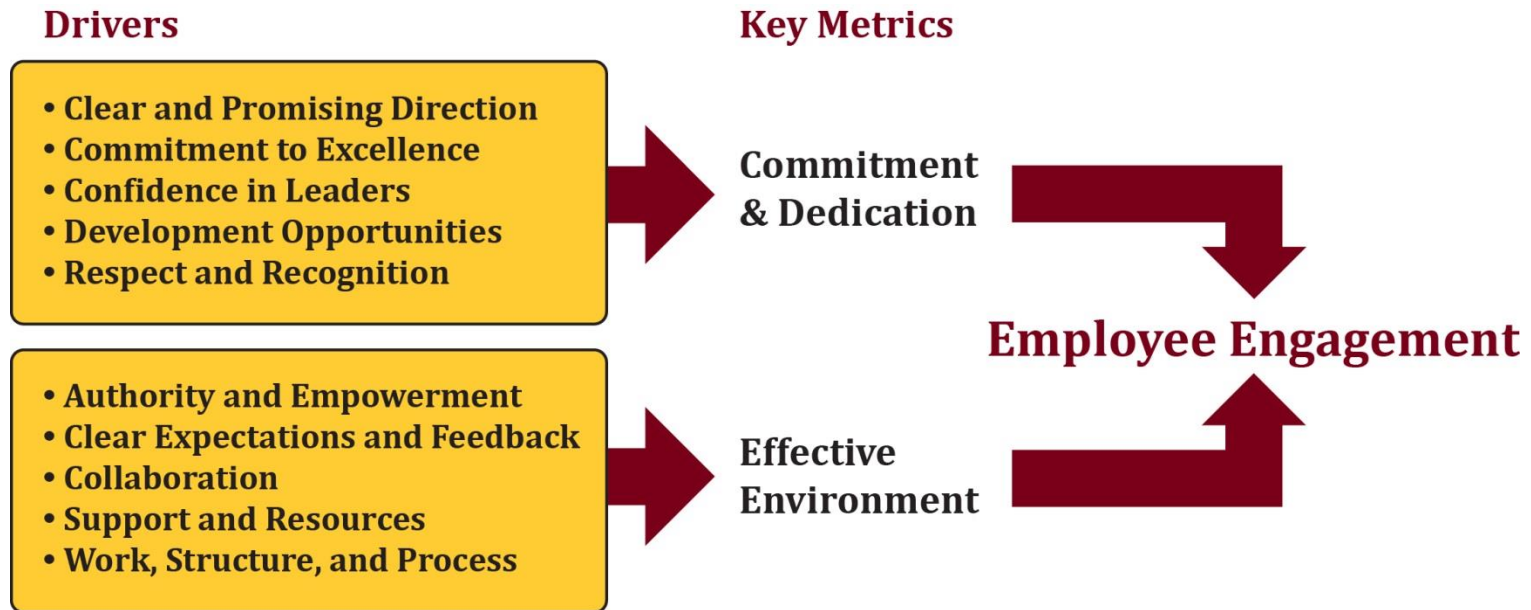 Drivers
• Clear and Promising Direction
• Commitment to Excellence
• Confidence in Leaders
• Development Opportunities
• Respect and Recognition
• Authority and Empowerment
• Clear Expectations and Feedback
• Collaboration
• Support and Resources
• Work, Structure, and Process
Key Metrics
Commitment
& Dedication
Effective
Environment
Employee Engagement